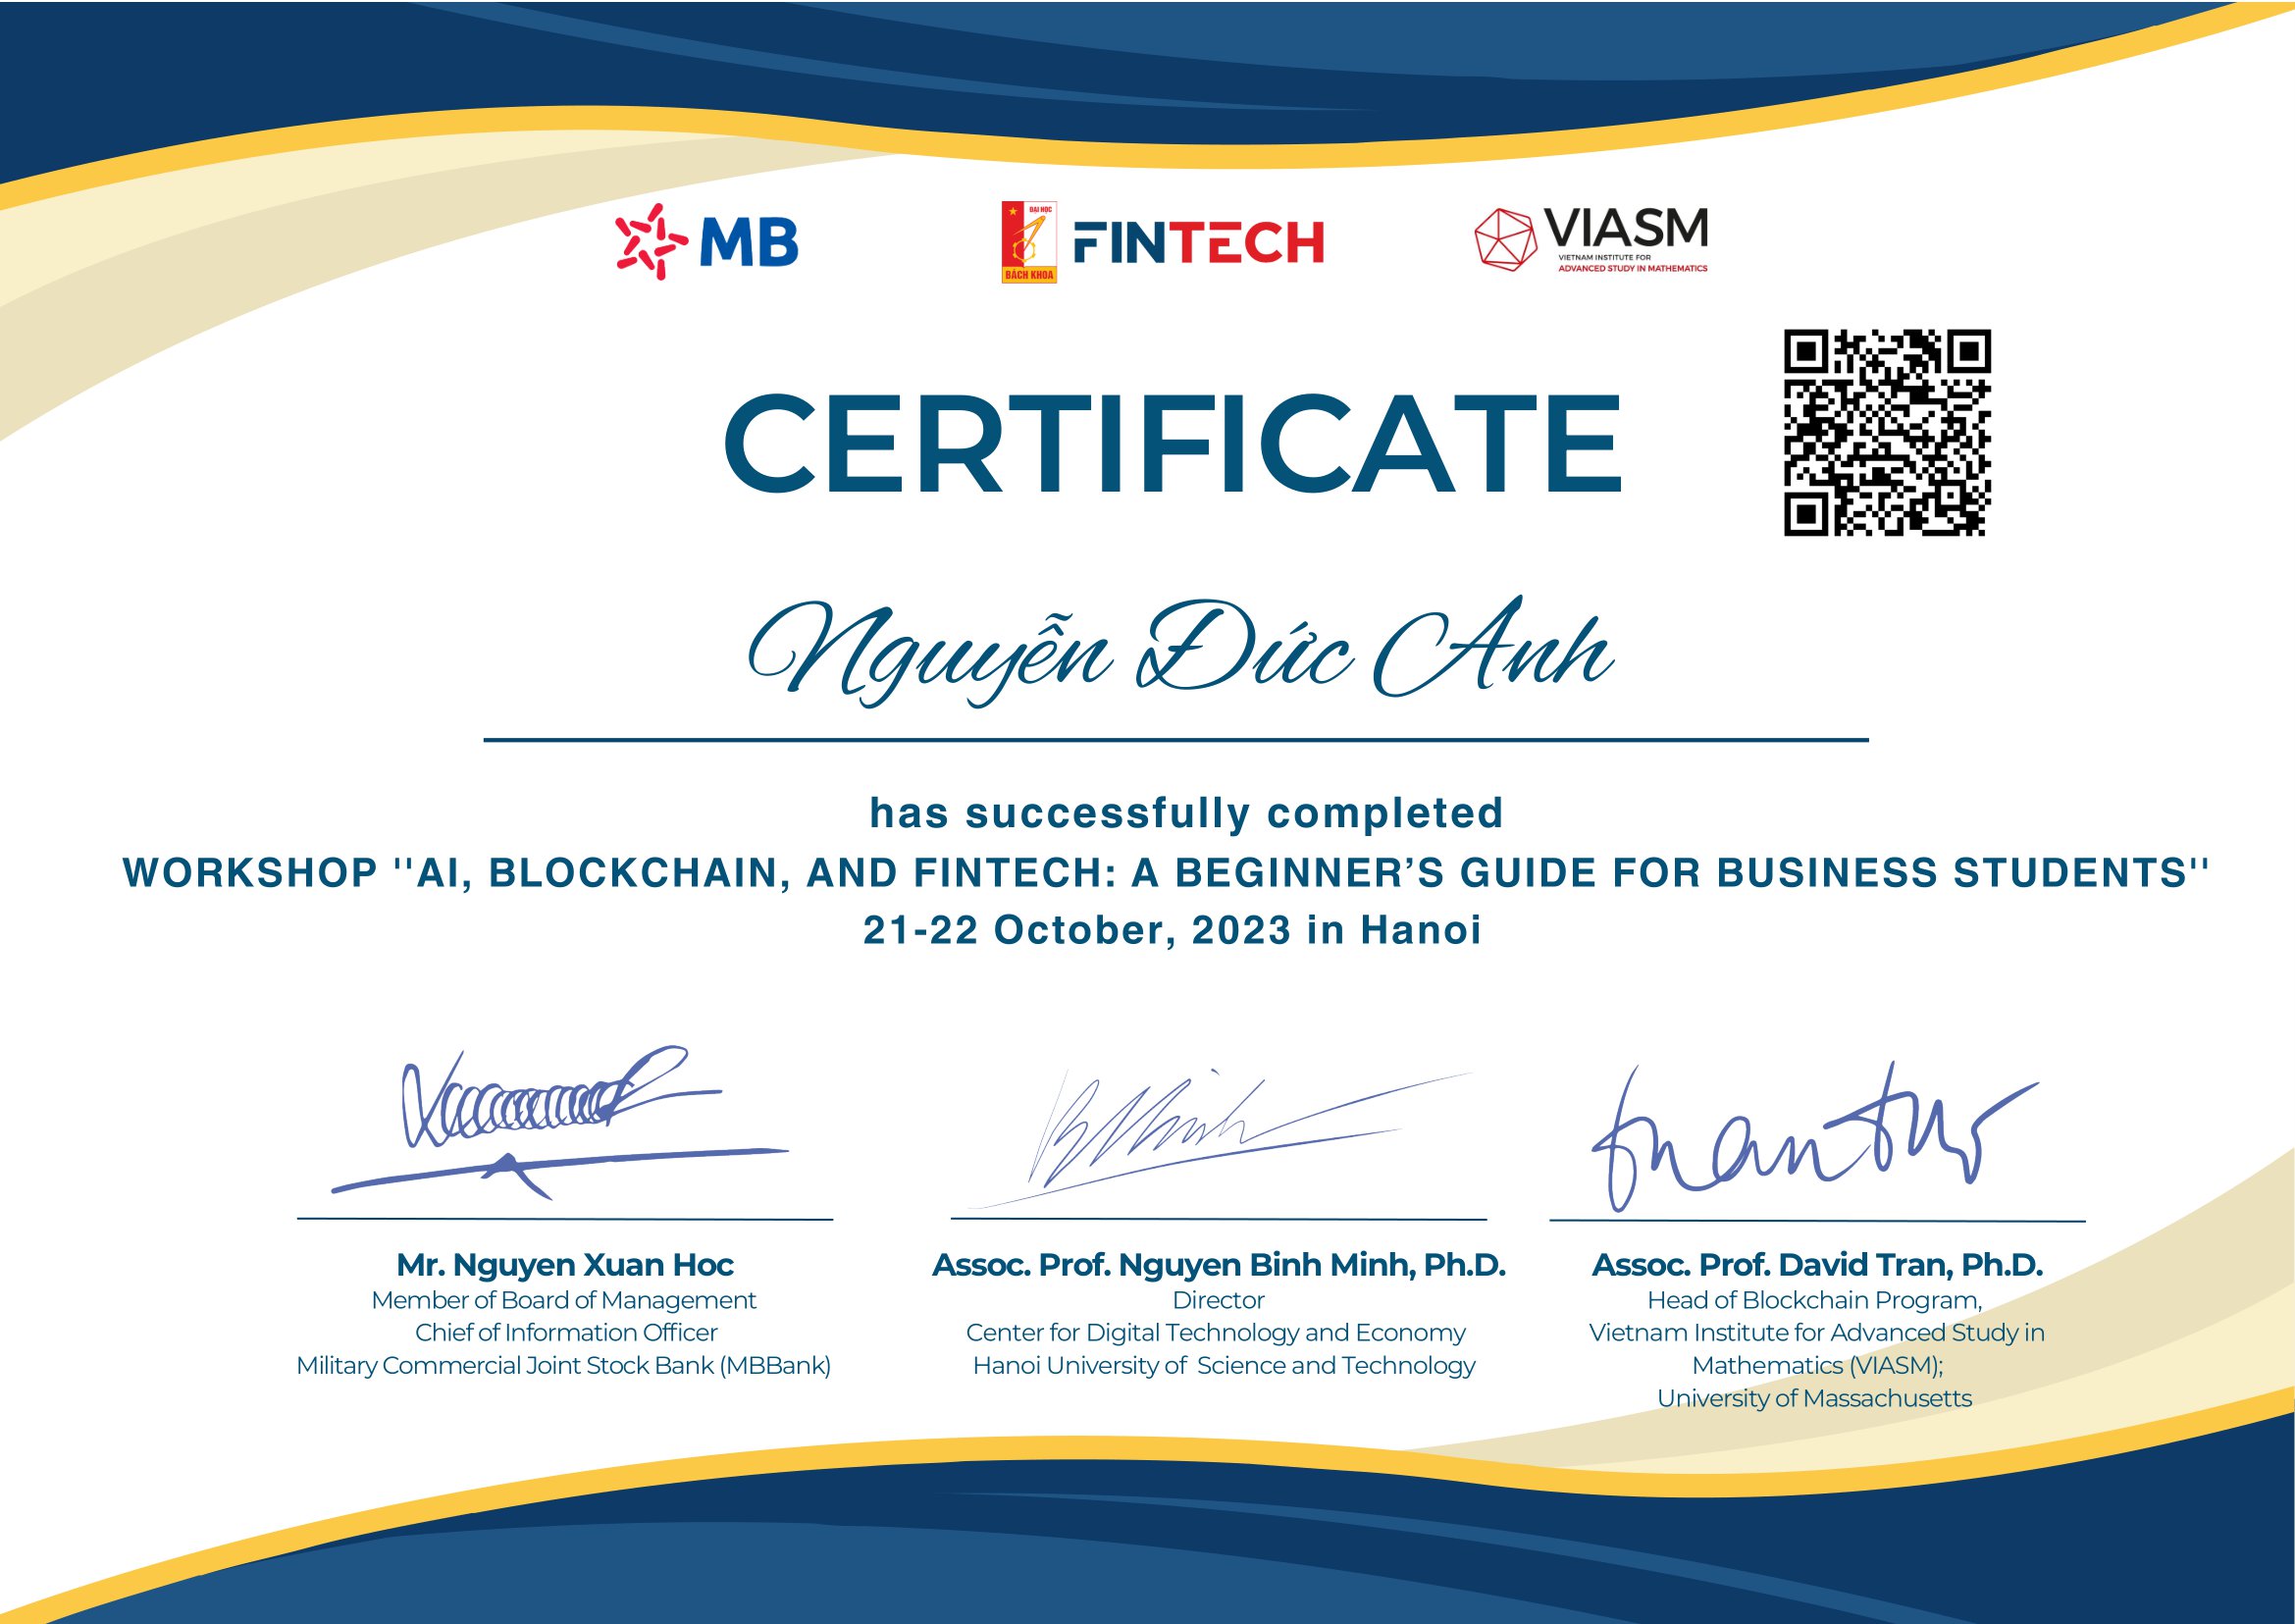 MB
ĐẠI HỌC
BÁCH KHOA
FINTECH
VIASM
VIETNAM INSTITUTE FOR
ADVANCED STUDY IN MATHEMATICS
CERTIFICATE
Nguyễn Đức Anh
has successfully completed
WORKSHOP "AI, BLOCKCHAIN, AND FINTECH: A BEGINNER’S GUIDE FOR BUSINESS STUDENTS"
21-22 October, 2023 in Hanoi
Mr. Nguyen Xuan Hoc
Member of Board of Management
Chief of Information Officer
Military Commercial Joint Stock Bank (MBBank)
Assoc. Prof. Nguyen Binh Minh, Ph.D.
Director
Center for Digital Technology and Economy
Hanoi University of Science and Technology
Assoc. Prof. David Tran, Ph.D.
Head of Blockchain Program,
Vietnam Institute for Advanced Study in
Mathematics (VIASM);
University of Massachusetts